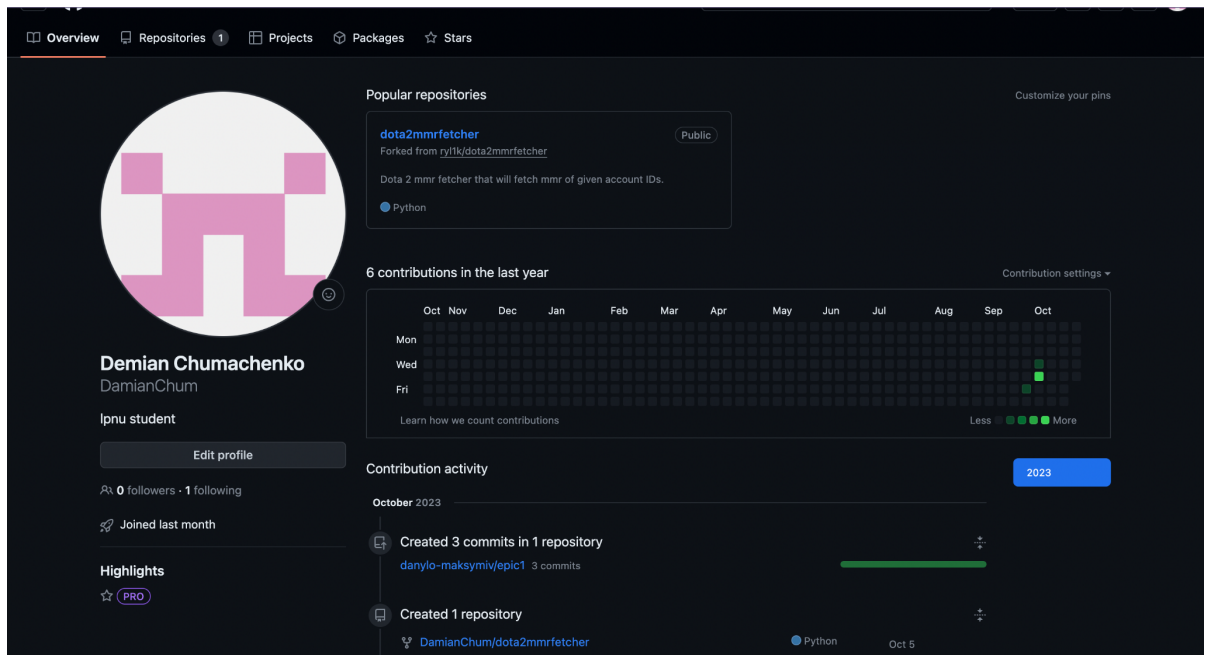 Overview Repositories 1 Projects Packages Stars
Popular repositories
Customize your pins
dota2mmrfetcher
Public
Forked from ryl1k/dota2mmrfetcher
Dota 2 mmr fetcher that will fetch mmr of given account IDs.
Python
6 contributions in the last year
Contribution settings
Oct Nov Dec Jan Feb Mar Apr May Jun Jul Aug Sep Oct
Mon
Wed
Fri
Learn how we count contributions
Less More
Demian Chumachenko
DamianChum
lpnu student
Edit profile
0 followers · 1 following
Joined last month
Highlights
PRO
Contribution activity
2023
October 2023
Created 3 commits in 1 repository
danylo-maksymiv/epic1 3 commits
Created 1 repository
DamianChum/dota2mmrfetcher Python Oct 5